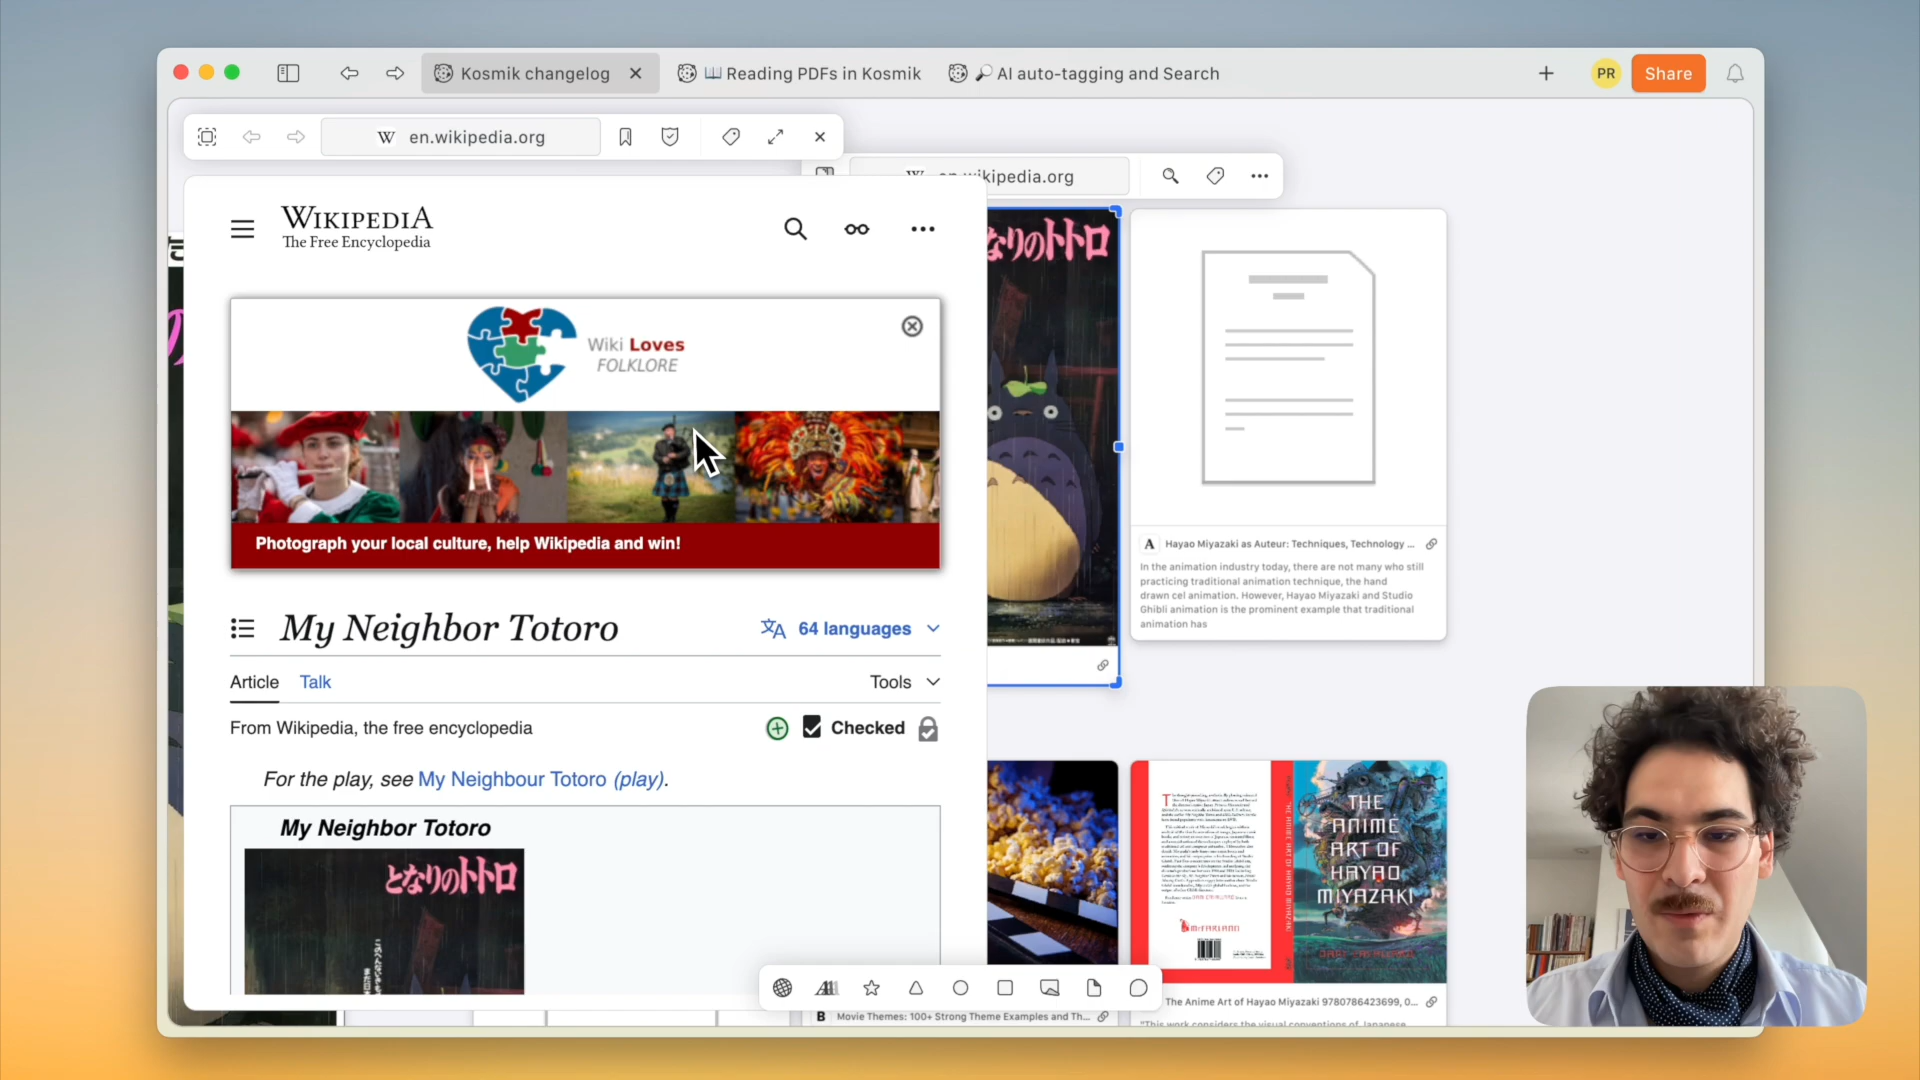 Kosmik changelog
📖 Reading PDFs in Kosmik
🔎 AI auto-tagging and Search
PR
Share
W en.wikipedia.org
wikipedia.org
WIKIPEDIA
The Free Encyclopedia
Wiki Loves
FOLKLORE
Photograph your local culture, help Wikipedia and win!
My Neighbor Totoro
64 languages
Article
Talk
Tools
From Wikipedia, the free encyclopedia
Checked
For the play, see My Neighbour Totoro (play).
My Neighbor Totoro
となりのトトロ
なりのトトロ
A Hayao Miyazaki as Auteur: Techniques, Technology ...
In the animation industry today, there are not many who still
practicing traditional animation technique, the hand
drawn cel animation. However, Hayao Miyazaki and Studio
Ghibli animation is the prominent example that traditional
animation has
THE
ANIME
ART OF
HAYAO
MIYAZAKI
McFARLAND
B Movie Themes: 100+ Strong Theme Examples and Th...
The Anime Art of Hayao Miyazaki 9780786423699, 0...
"This work considers the visual conventions of Japanese